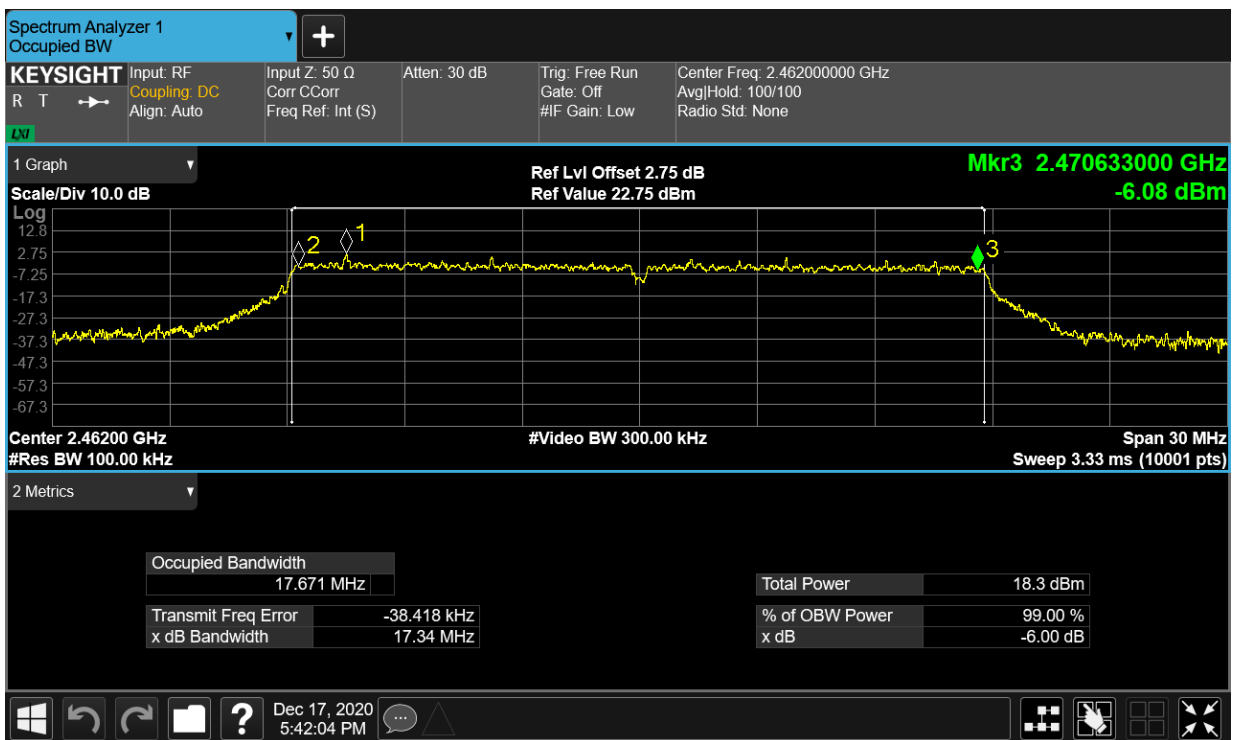 Spectrum Analyzer 1
Occupied BW
KEYSIGHT
R T
LXI
Input: RF
Coupling: DC
Align: Auto
Input Z: 50 Ω
Corr CCorr
Freq Ref: Int (S)
Atten: 30 dB
Trig: Free Run
Gate: Off
#IF Gain: Low
Center Freq: 2.462000000 GHz
Avg|Hold: 100/100
Radio Std: None
1 Graph
Scale/Div 10.0 dB
Ref Lvl Offset 2.75 dB
Ref Value 22.75 dBm
Mkr3 2.470633000 GHz
-6.08 dBm
Log
12.8
2.75
-7.25
-17.3
-27.3
-37.3
-47.3
-57.3
-67.3
2
1
3
Center 2.46200 GHz
#Res BW 100.00 kHz
#Video BW 300.00 kHz
Span 30 MHz
Sweep 3.33 ms (10001 pts)
2 Metrics
Occupied Bandwidth
17.671 MHz
Transmit Freq Error -38.418 kHz
x dB Bandwidth 17.34 MHz
Total Power 18.3 dBm
% of OBW Power 99.00 %
x dB -6.00 dB
?
Dec 17, 2020
5:42:04 PM